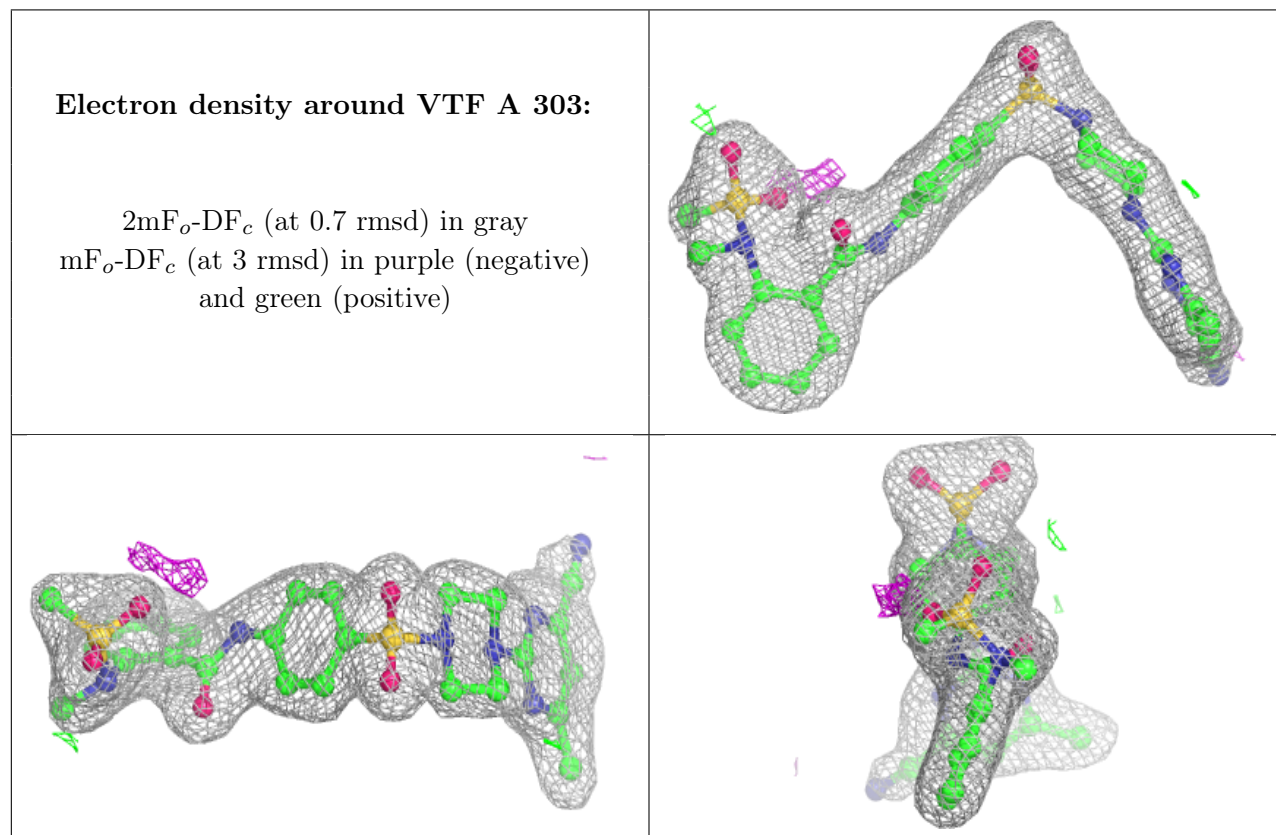 Electron density around VTF A 303:
2mFo-DFc (at 0.7 rmsd) in gray
mFo-DFc (at 3 rmsd) in purple (negative)
and green (positive)